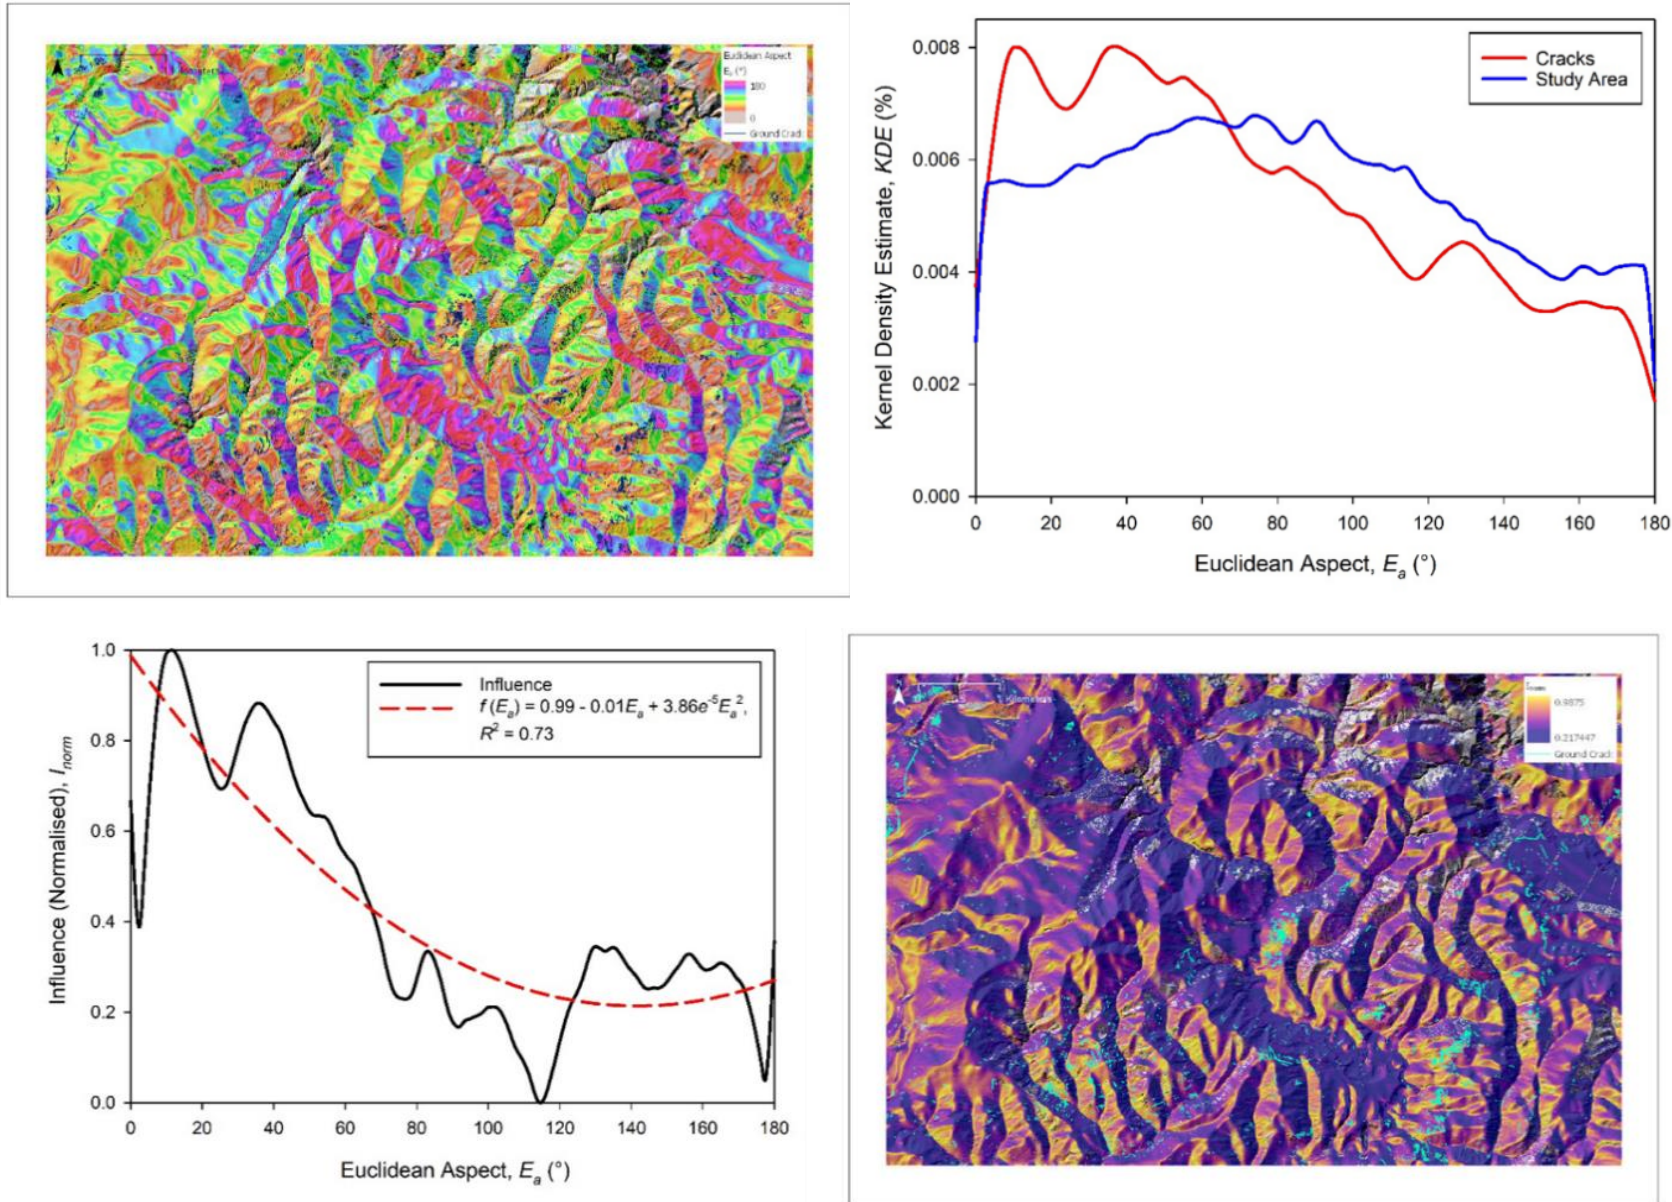 Euclidean Aspect
Eₐ (°)
180
0
Ground Crack
Kernel Density Estimate, KDE (%)
0.008
0.006
0.004
0.002
0.000
Cracks
Study Area
0 20 40 60 80 100 120 140 160 180
Euclidean Aspect, Eₐ (°)
Influence (Normalised), Iₙₒᵣₘ
1.0
0.8
0.6
0.4
0.2
0.0
Influence
f (Eₐ) = 0.99 - 0.01Eₐ + 3.86e⁻⁵Eₐ²,
R² = 0.73
0 20 40 60 80 100 120 140 160 180
Euclidean Aspect, Eₐ (°)
Kilometers
0.9875
0.217447
Ground Crack